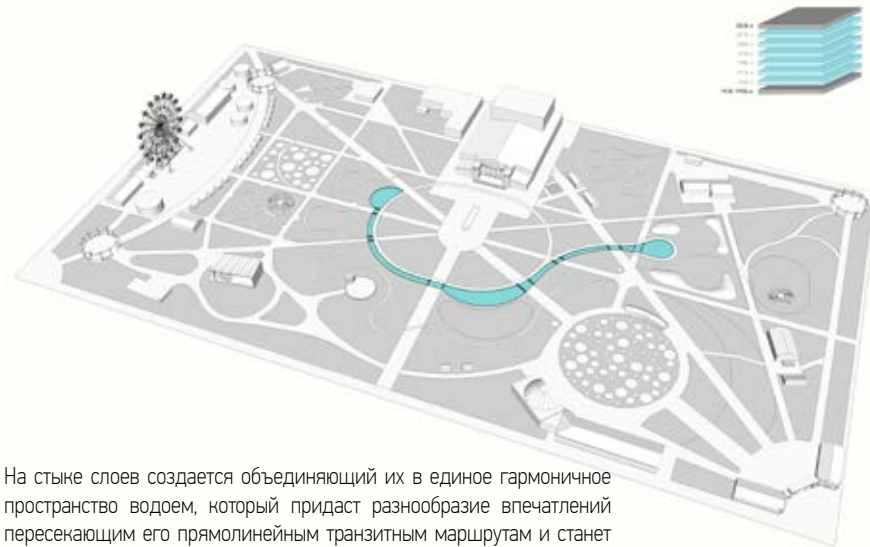 На стыке слоев создается объединяющий их в единое гармоничное
пространство водоем, который придаст разнообразие впечатлений
пересекающим его прямолинейным транзитным маршрутам и станет